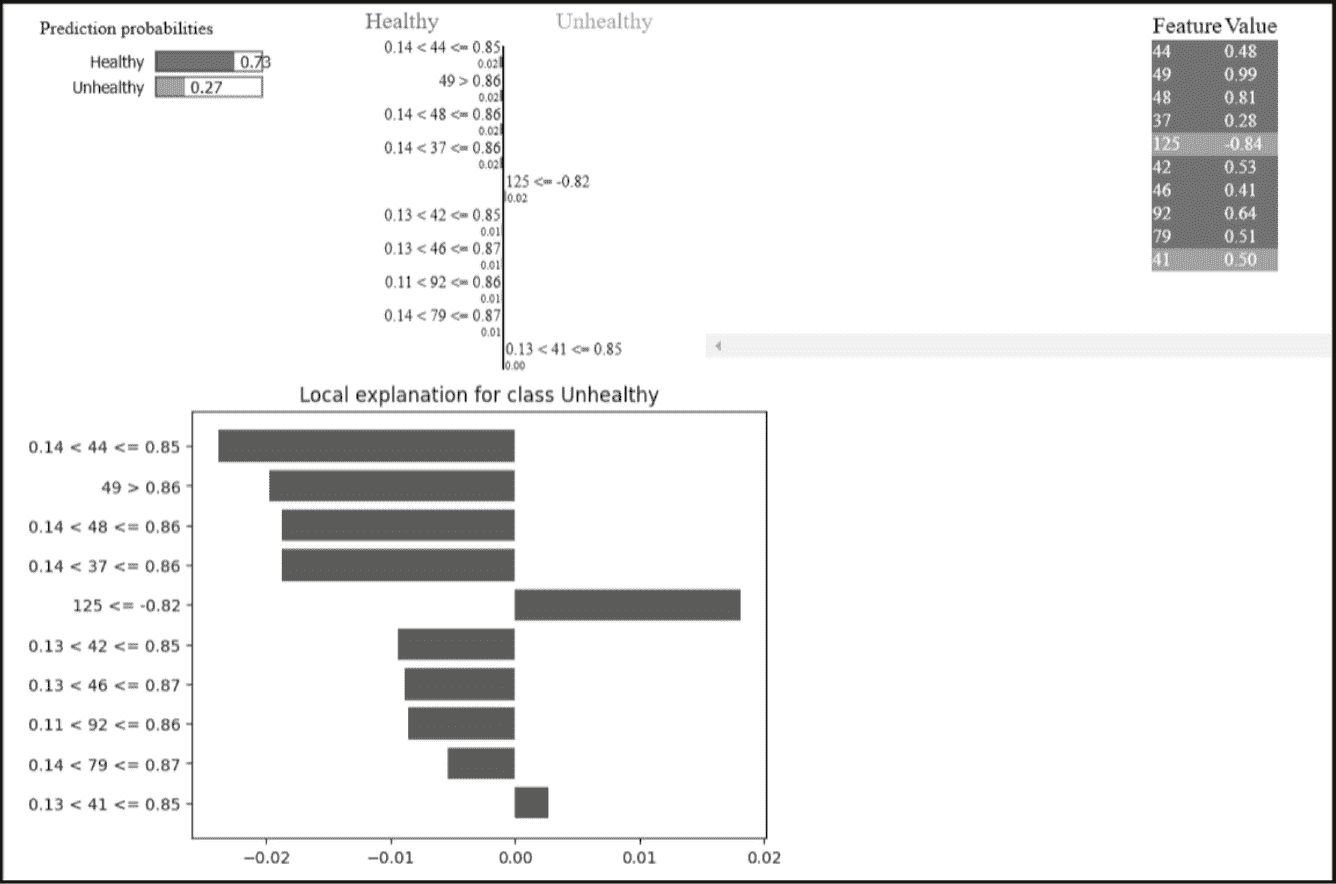 Prediction probabilities
Healthy 0.73
Unhealthy 0.27
Healthy Unhealthy
0.14 < 44 <= 0.85
0.02
49 > 0.86
0.02
0.14 < 48 <= 0.86
0.02
0.14 < 37 <= 0.86
0.02
125 <= -0.82
0.02
0.13 < 42 <= 0.85
0.01
0.13 < 46 <= 0.87
0.01
0.11 < 92 <= 0.86
0.01
0.14 < 79 <= 0.87
0.01
0.13 < 41 <= 0.85
0.00
Feature Value
44 0.48
49 0.99
48 0.81
37 0.28
125 -0.84
42 0.53
46 0.41
92 0.64
79 0.51
41 0.50
Local explanation for class Unhealthy
0.14 < 44 <= 0.85
49 > 0.86
0.14 < 48 <= 0.86
0.14 < 37 <= 0.86
125 <= -0.82
0.13 < 42 <= 0.85
0.13 < 46 <= 0.87
0.11 < 92 <= 0.86
0.14 < 79 <= 0.87
0.13 < 41 <= 0.85
−0.02 −0.01 0.00 0.01 0.02